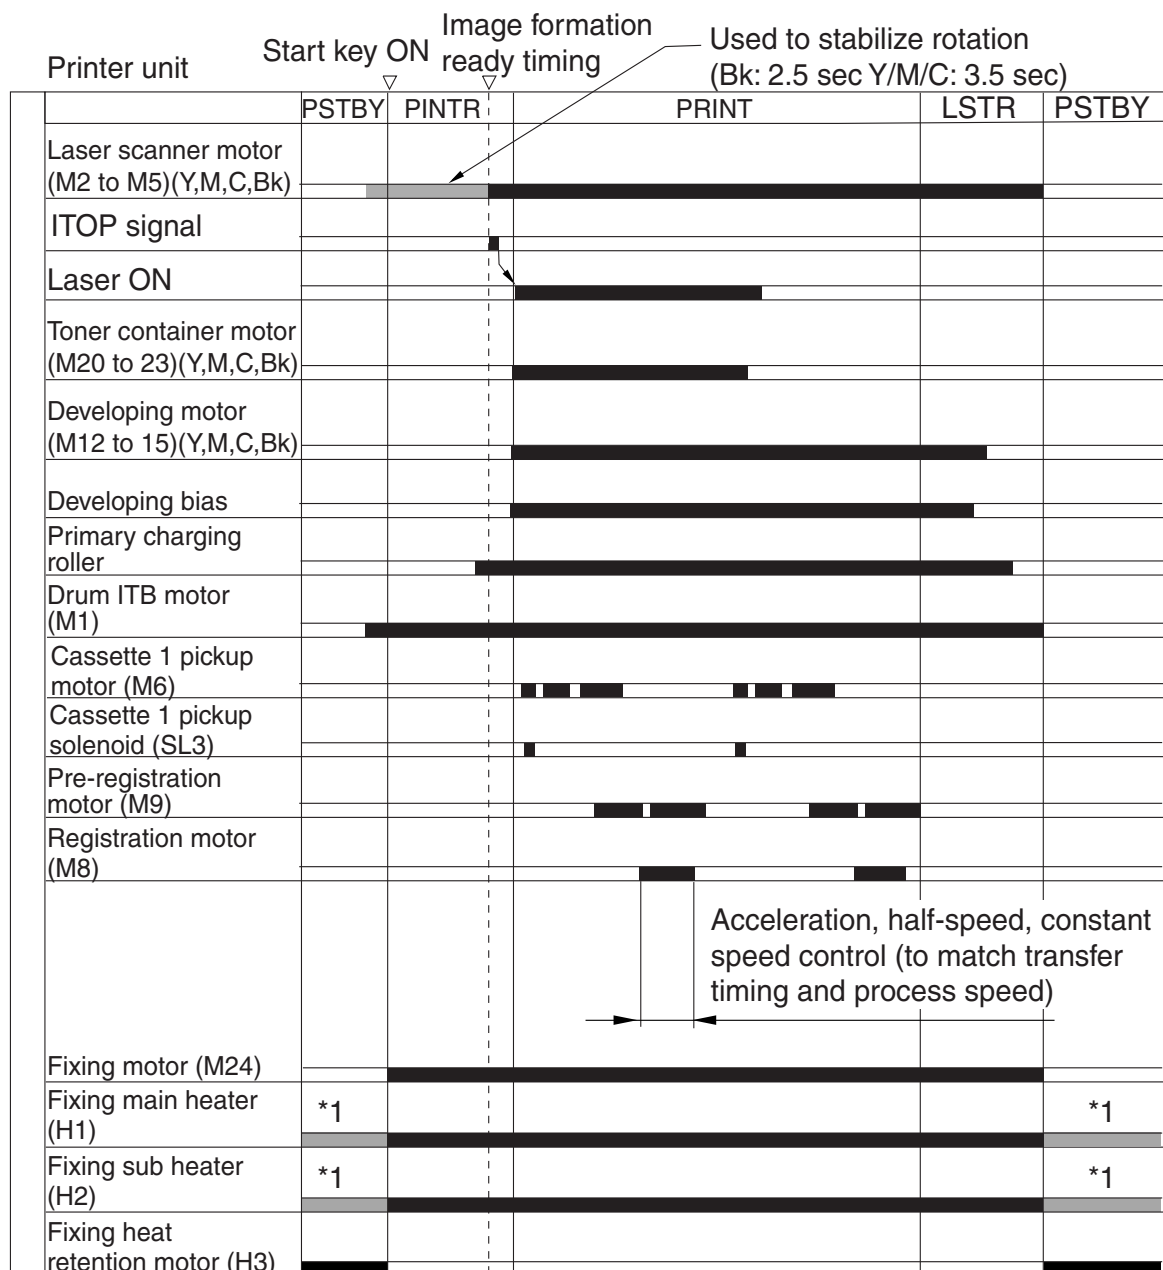 Printer unit
Start key ON
Image formation
ready timing
Used to stabilize rotation
(Bk: 2.5 sec Y/M/C: 3.5 sec)
PSTBY PINTR PRINT LSTR PSTBY
Laser scanner motor
(M2 to M5)(Y,M,C,Bk)
ITOP signal
Laser ON
Toner container motor
(M20 to 23)(Y,M,C,Bk)
Developing motor
(M12 to 15)(Y,M,C,Bk)
Developing bias
Primary charging
roller
Drum ITB motor
(M1)
Cassette 1 pickup
motor (M6)
Cassette 1 pickup
solenoid (SL3)
Pre-registration
motor (M9)
Registration motor
(M8)
Acceleration, half-speed, constant
speed control (to match transfer
timing and process speed)
Fixing motor (M24)
Fixing main heater
(H1)
*1 *1
Fixing sub heater
(H2)
*1 *1
Fixing heat
retention motor (H3)